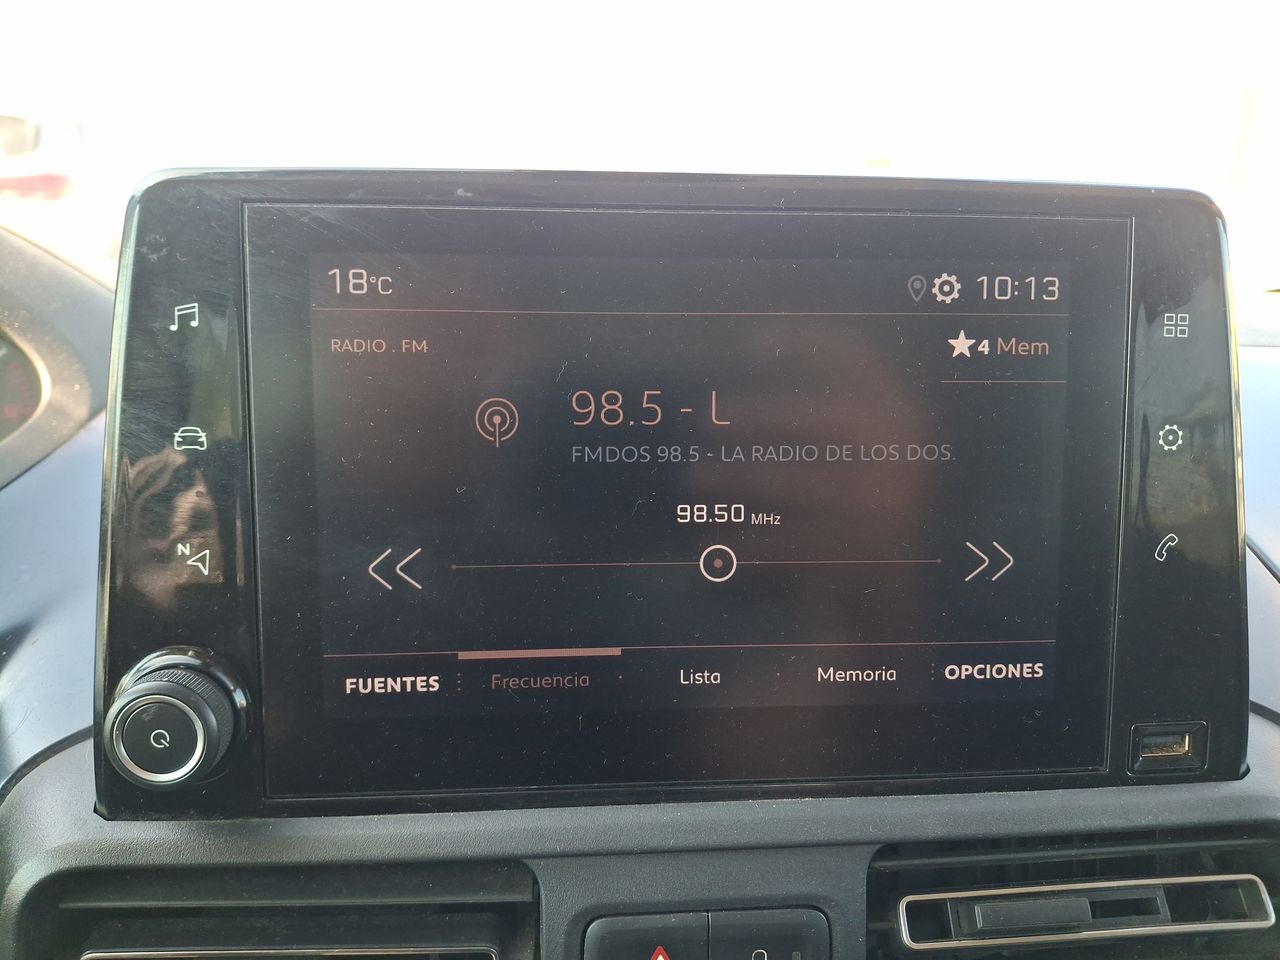 18°C
10:13
RADIO . FM
4 Mem
98.5 - L
FMDOS 98.5 - LA RADIO DE LOS DOS.
98.50 MHz
N
FUENTES
Frecuencia
Lista
Memoria
OPCIONES